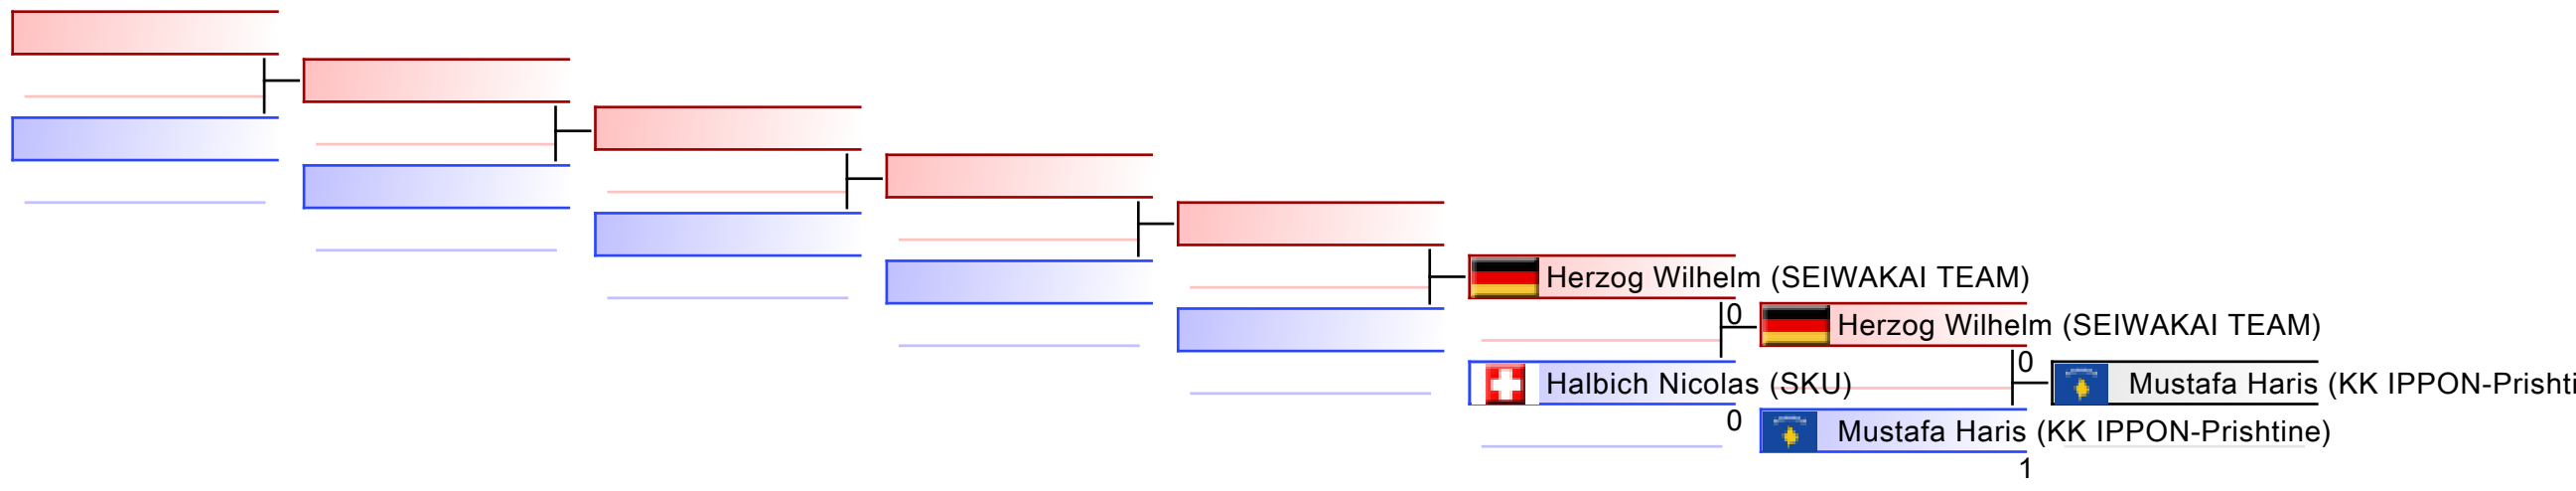 Herzog Wilhelm (SEIWAKAI TEAM)
0
Herzog Wilhelm (SEIWAKAI TEAM)
0
Halbich Nicolas (SKU)
Mustafa Haris (KK IPPON-Prishti
0
Mustafa Haris (KK IPPON-Prishtine)
1